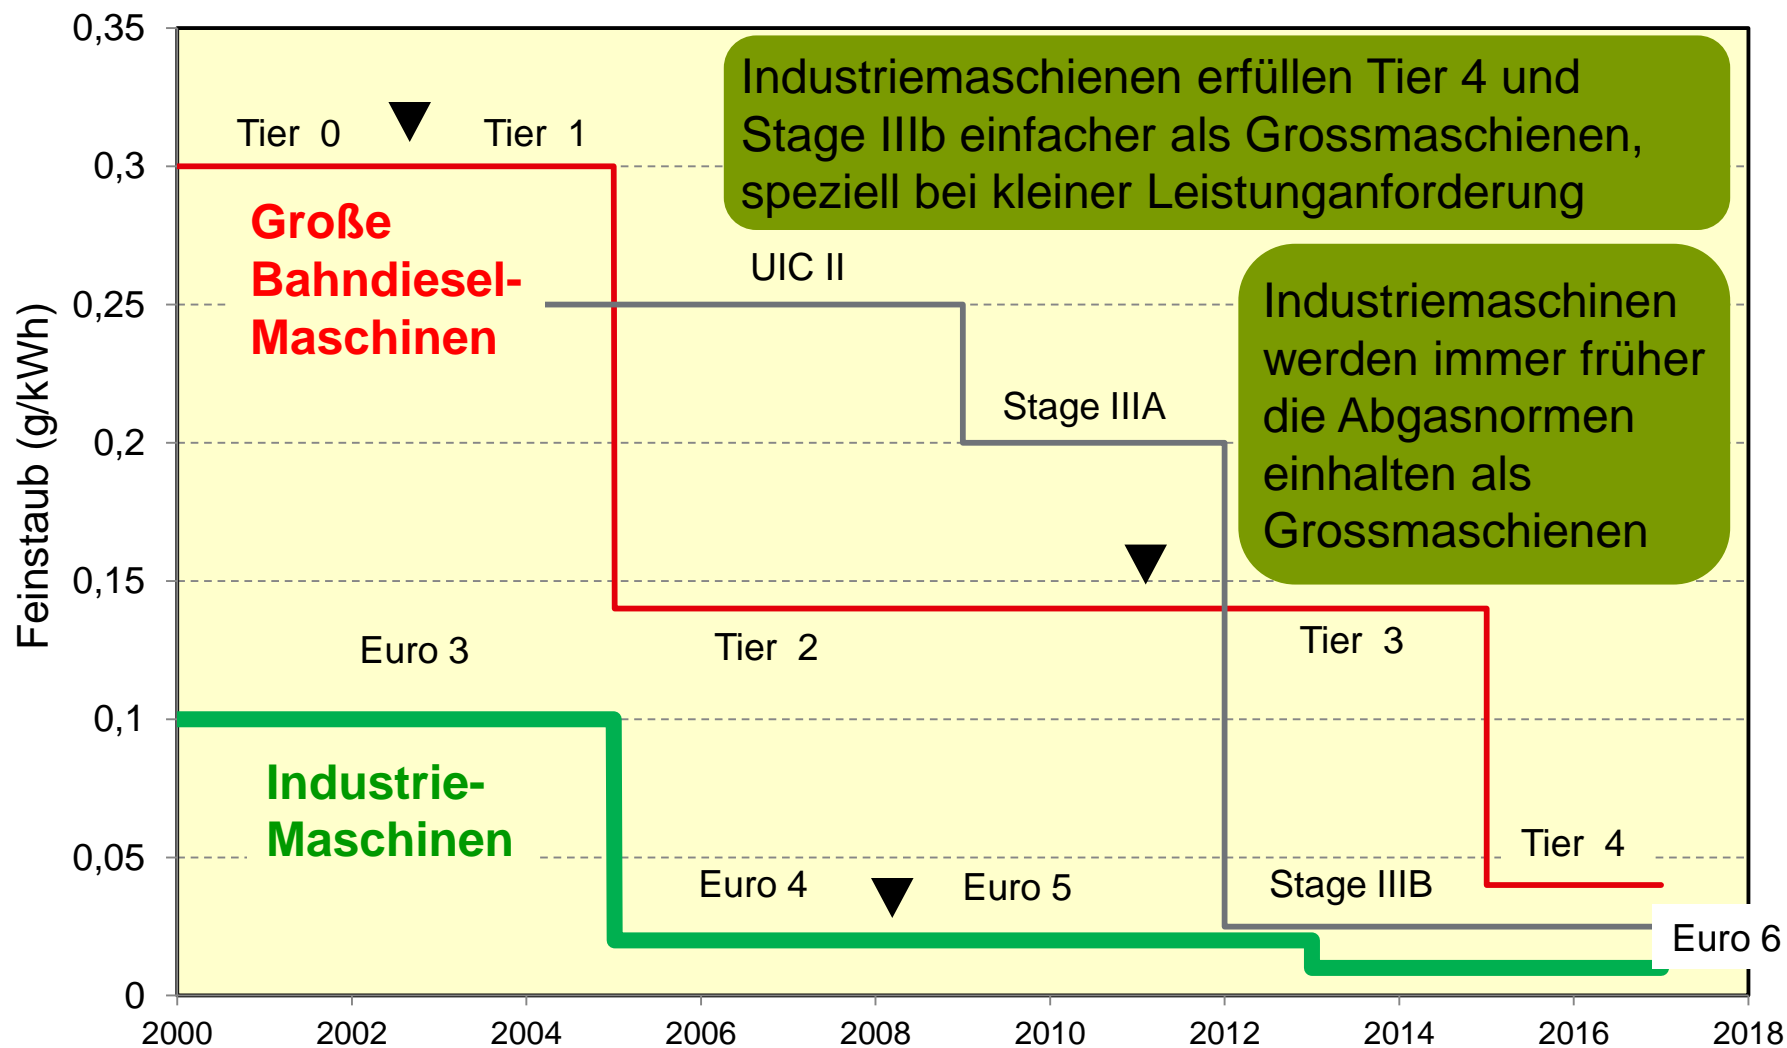 0,35
0,3
0,25
0,2
0,15
0,1
0,05
0
Feinstaub (g/kWh)
Industriemaschienen erfüllen Tier 4 und
Stage IIIb einfacher als Grossmaschienen,
speziell bei kleiner Leistunganforderung
Tier 0
Tier 1
Große
Bahndiesel-
Maschinen
UIC II
Industriemaschinen
werden immer früher
die Abgasnormen
einhalten als
Grossmaschienen
Stage IIIA
Euro 3
Tier 2
Tier 3
Industrie-
Maschinen
Tier 4
Euro 4
Euro 5
Stage IIIB
Euro 6
2000
2002
2004
2006
2008
2010
2012
2014
2016
2018